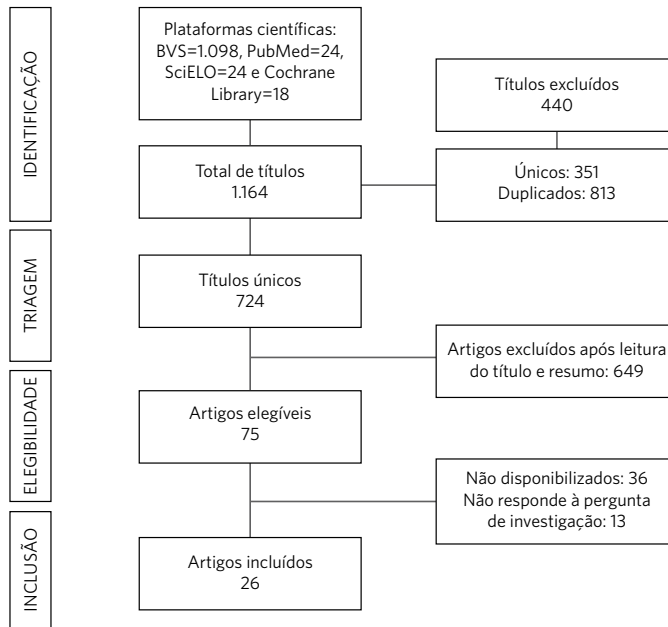 IDENTIFICAÇÃO
Plataformas científicas:
BVS=1.098, PubMed=24,
SciELO=24 e Cochrane
Library=18
Títulos excluídos
440
Total de títulos
1.164
Únicos: 351
Duplicados: 813
TRIAGEM
Títulos únicos
724
Artigos excluídos após leitura
do título e resumo: 649
ELEGIBILIDADE
Artigos elegíveis
75
Não disponibilizados: 36
Não responde à pergunta
de investigação: 13
INCLUSÃO
Artigos incluídos
26